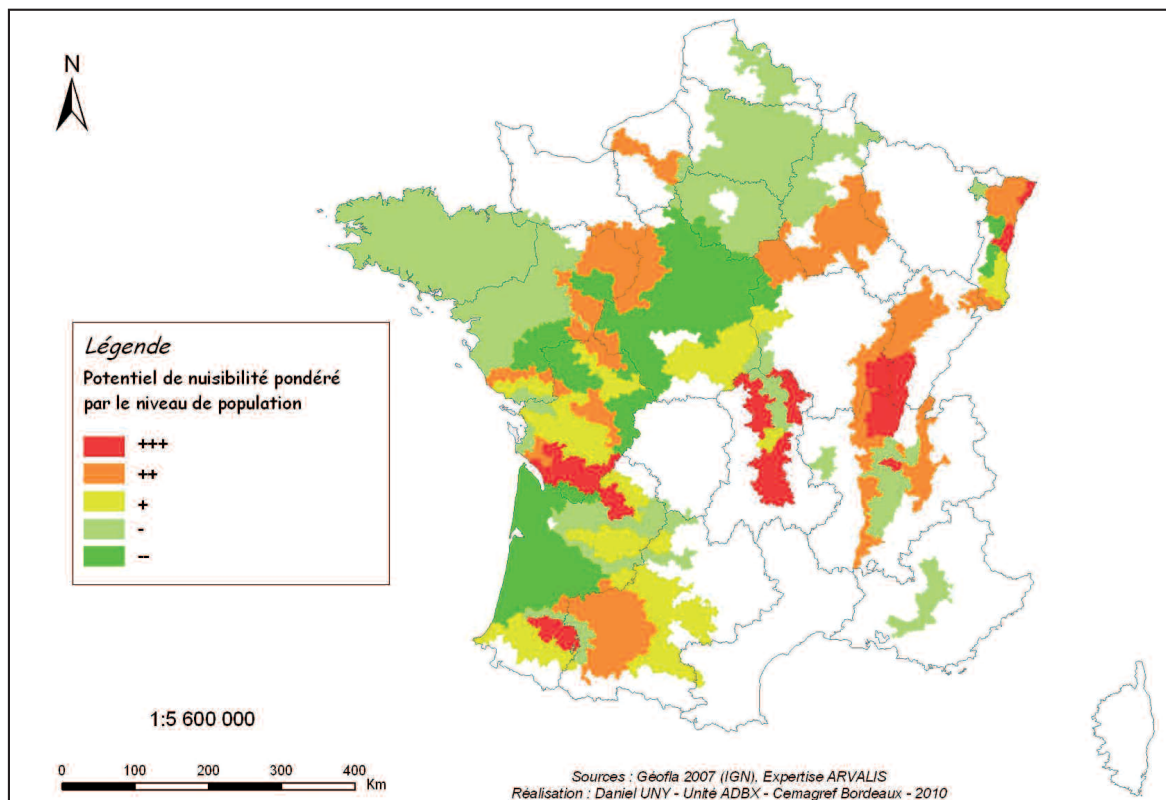 N
Légende
Potentiel de nuisibilité pondéré
par le niveau de population
+++
++
+
-
--
1:5 600 000
0 100 200 300 400
Km
Sources : Géofla 2007 (IGN), Expertise ARVALIS
Réalisation : Daniel UNY - Unité ADBX - Cemagref Bordeaux - 2010